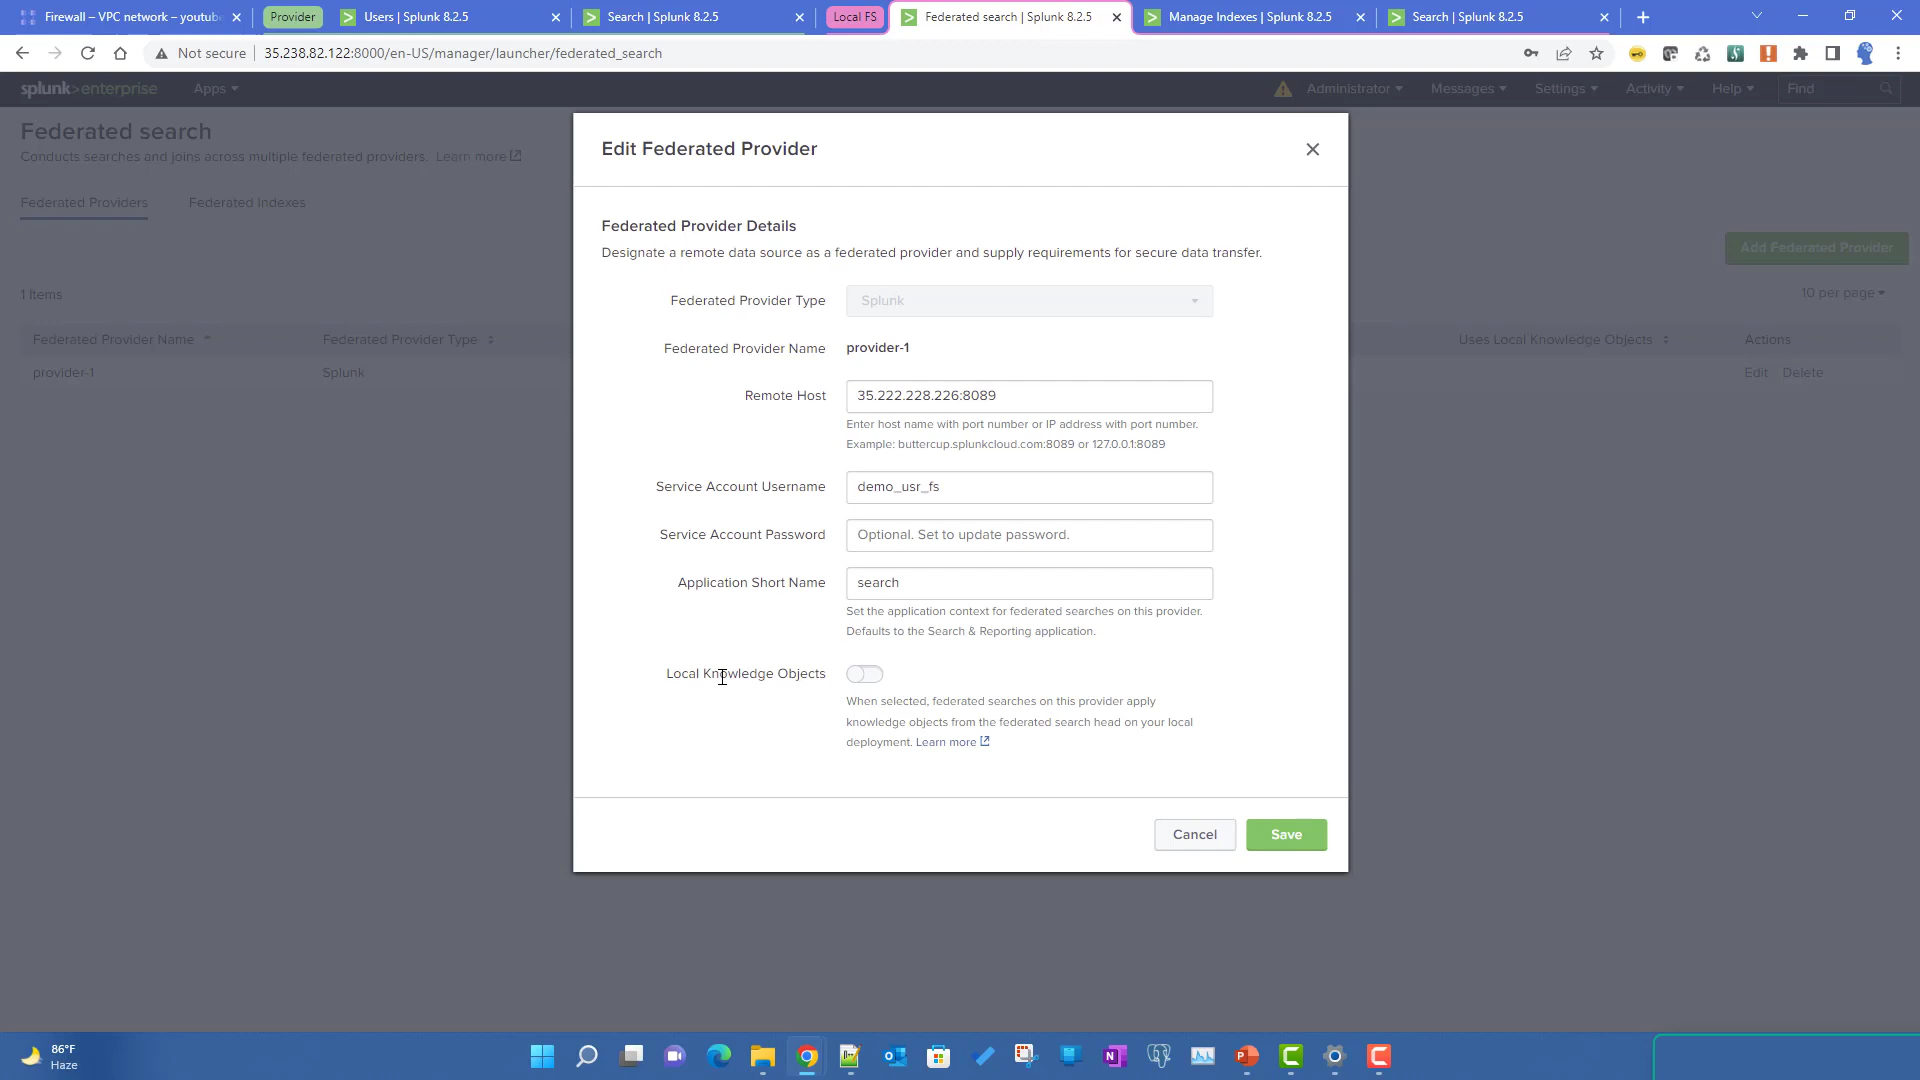 Firewall – VPC network – youtub
Provider
Users | Splunk 8.2.5
Search | Splunk 8.2.5
Local FS
Federated search | Splunk 8.2.5
Manage Indexes | Splunk 8.2.5
Search | Splunk 8.2.5
Not secure
35.238.82.122:8000/en-US/manager/launcher/federated_search
splunk>enterprise
Apps
Administrator
Messages
Settings
Activity
Help
Find
Federated search
Conducts searches and joins across multiple federated providers. Learn more
Federated Providers
Federated Indexes
Add Federated Provider
1 Items
10 per page
Federated Provider Name
Federated Provider Type
Uses Local Knowledge Objects
Actions
provider-1
Splunk
Edit
Delete
Edit Federated Provider
Federated Provider Details
Designate a remote data source as a federated provider and supply requirements for secure data transfer.
Federated Provider Type
Splunk
Federated Provider Name
provider-1
Remote Host
35.222.228.226:8089
Enter host name with port number or IP address with port number.
Example: buttercup.splunkcloud.com:8089 or 127.0.0.1:8089
Service Account Username
demo_usr_fs
Service Account Password
Optional. Set to update password.
Application Short Name
search
Set the application context for federated searches on this provider.
Defaults to the Search & Reporting application.
Local Knowledge Objects
When selected, federated searches on this provider apply
knowledge objects from the federated search head on your local
deployment. Learn more
Cancel
Save
86°F
Haze